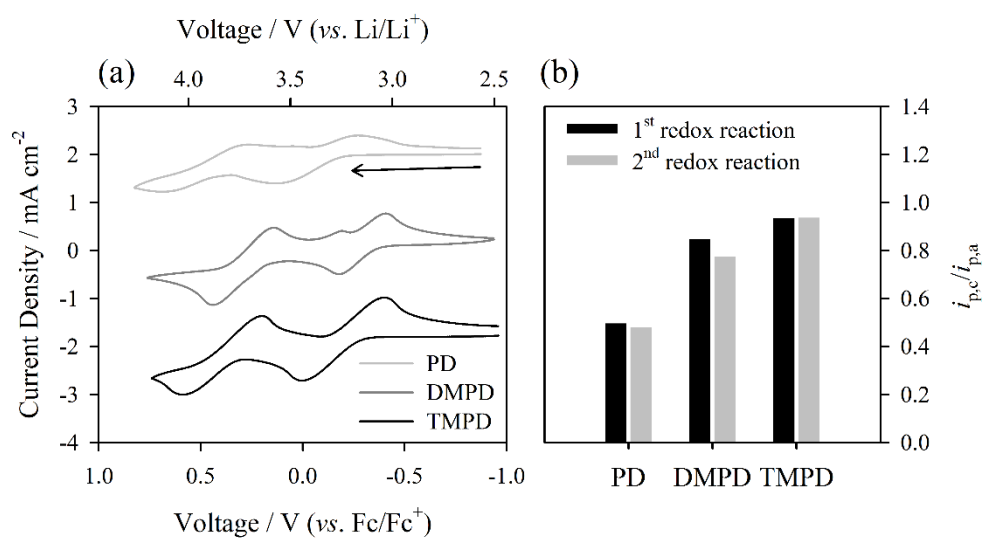 Voltage / V (vs. Li/Li⁺)
(a)
4.0 3.5 3.0 2.5
3
2
1
0
-1
-2
-3
-4
Current Density / mA cm⁻²
PD
DMPD
TMPD
1.0 0.5 0.0 -0.5 -1.0
Voltage / V (vs. Fc/Fc⁺)
(b)
1ˢᵗ redox reaction
2ⁿᵈ redox reaction
1.4
1.2
1.0
0.8
0.6
0.4
0.2
0.0
i p,c/i p,a
PD DMPD TMPD